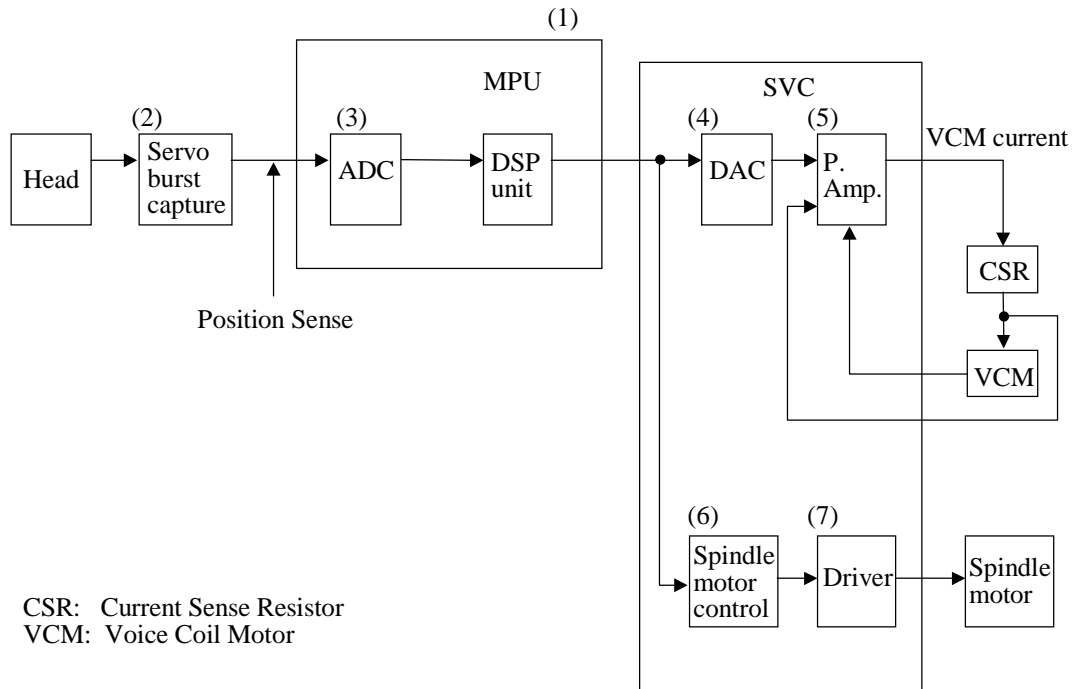 (1)
MPU
SVC
(2)
(3)
(4)
(5)
VCM current
Head
Servo
burst
capture
ADC
DSP
unit
DAC
P.
Amp.
CSR
Position Sense
VCM
(6)
(7)
Spindle
motor
control
Driver
Spindle
motor
CSR: Current Sense Resistor
VCM: Voice Coil Motor